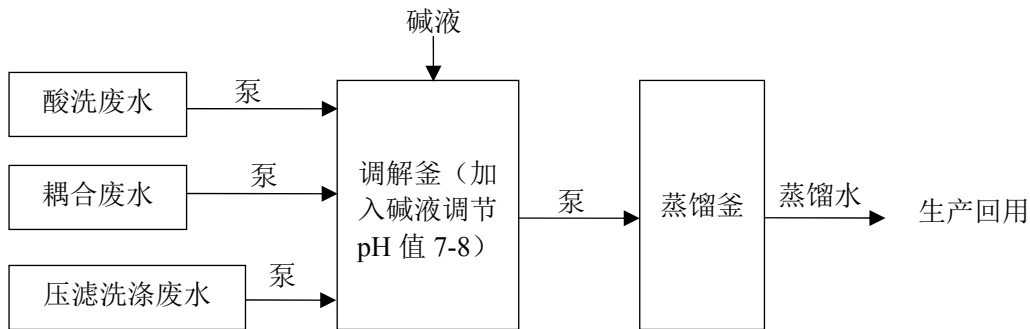 碱液
酸洗废水
泵
耦合废水
泵
压滤洗涤废水
泵
调解釜（加
入碱液调节
pH 值 7-8）
泵
蒸馏釜
蒸馏水
生产回用